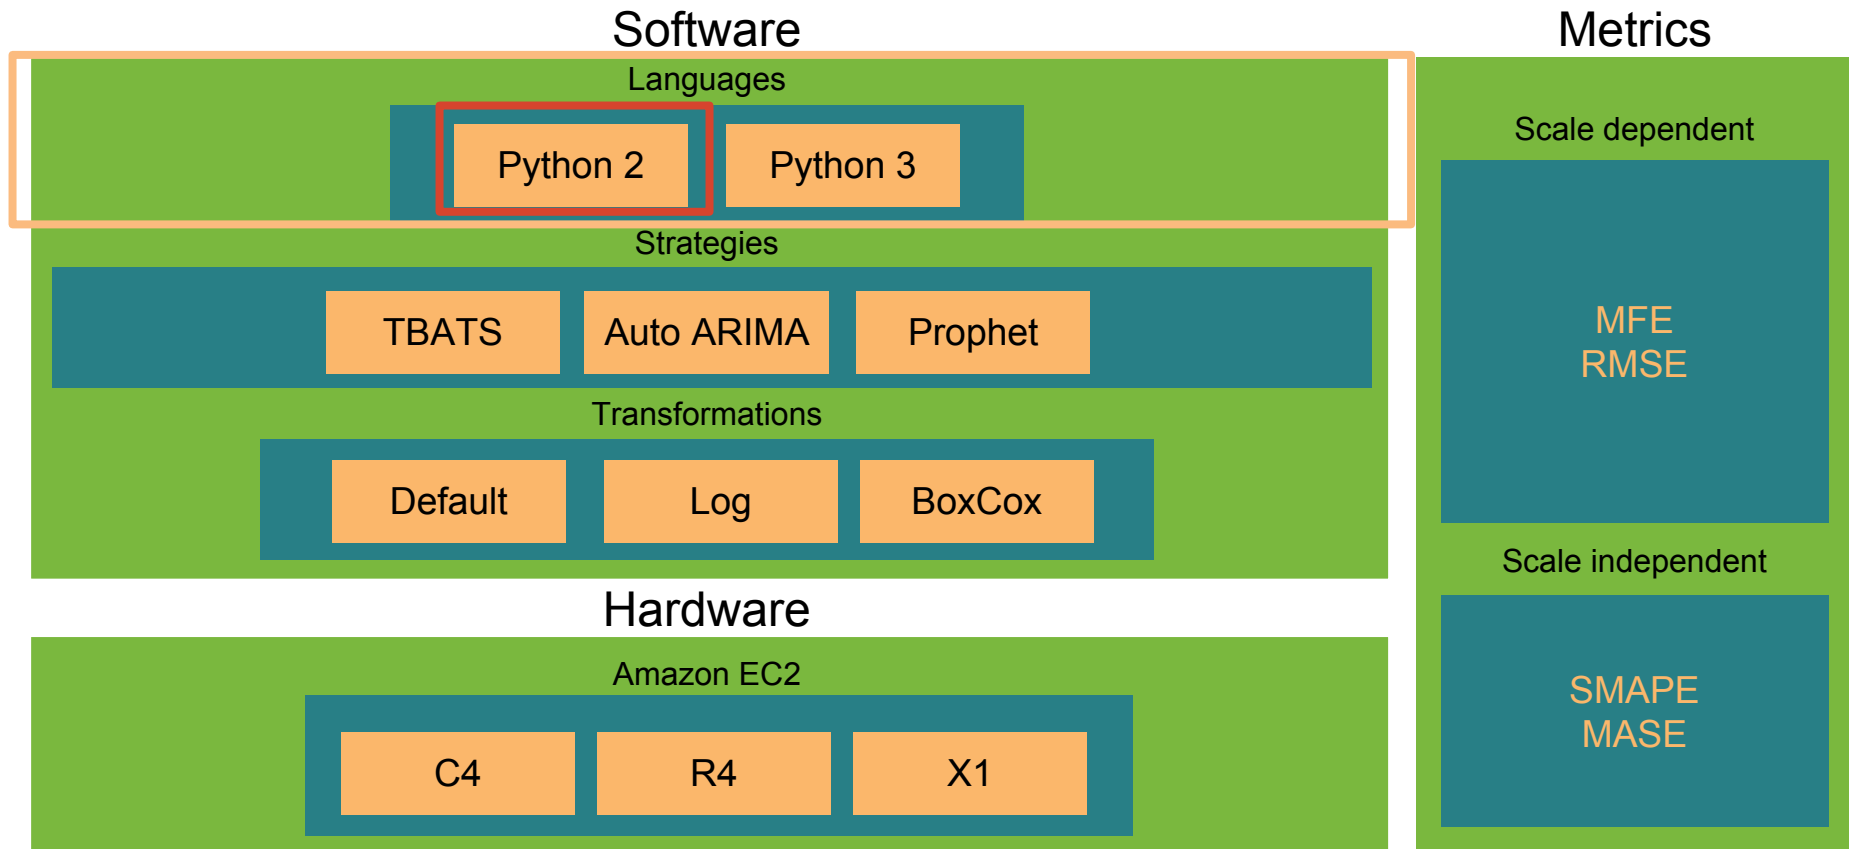 Software
Languages
Python 2
Python 3
Strategies
TBATS
Auto ARIMA
Prophet
Transformations
Default
Log
BoxCox
Hardware
Amazon EC2
C4
R4
X1
Metrics
Scale dependent
MFE
RMSE
Scale independent
SMAPE
MASE